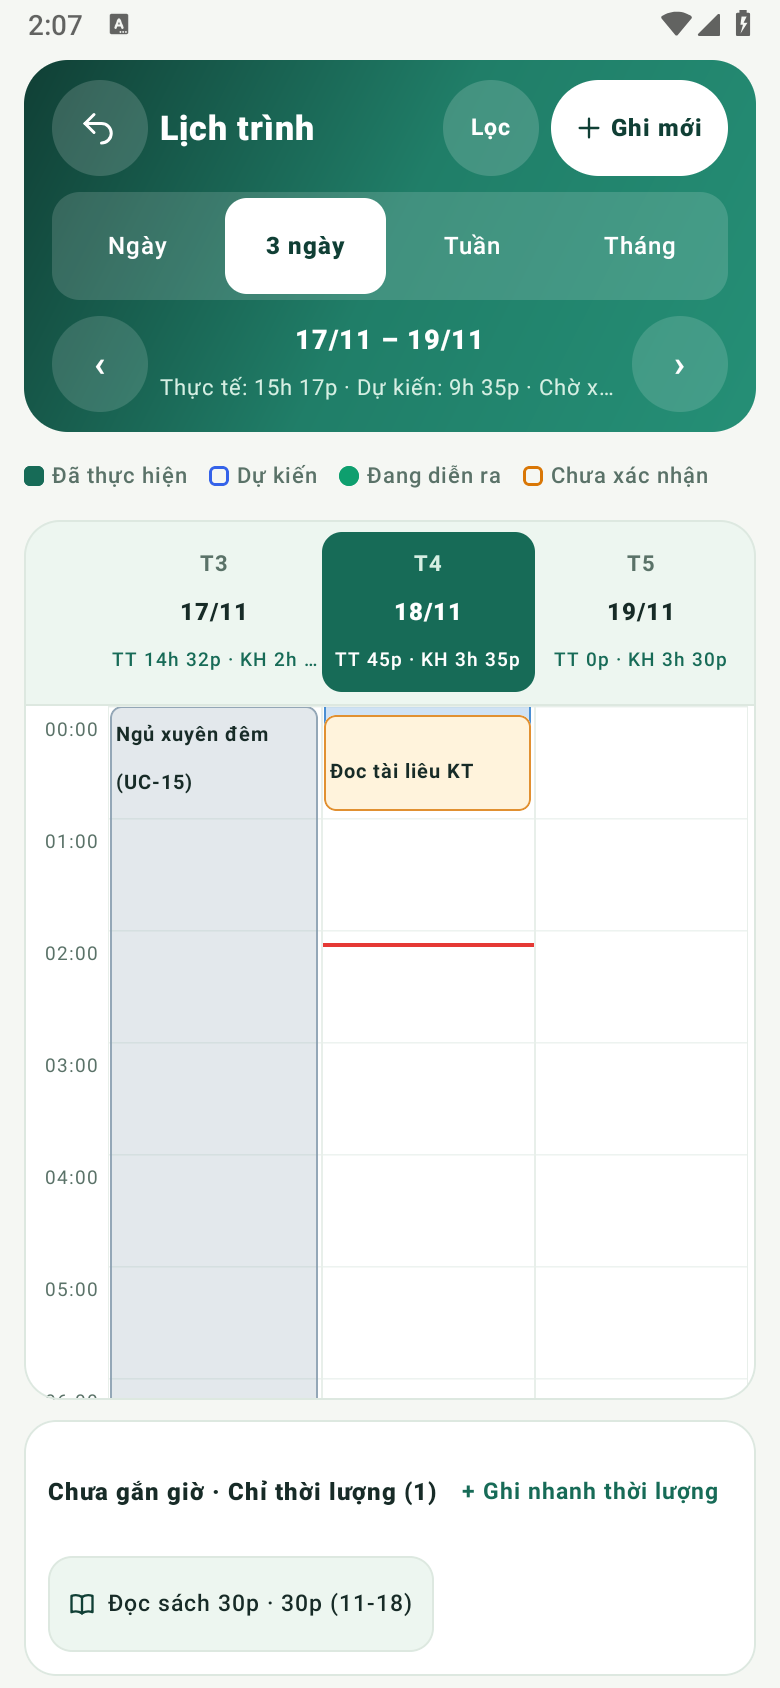 2:07
A
Lịch trình
Lọc
+ Ghi mới
Ngày
3 ngày
Tuần
Tháng
‹
17/11 – 19/11
›
Thực tế: 15h 17p · Dự kiến: 9h 35p · Chờ x…
Đã thực hiện
Dự kiến
Đang diễn ra
Chưa xác nhận
T3
T4
T5
17/11
18/11
19/11
TT 14h 32p · KH 2h …
TT 45p · KH 3h 35p
TT 0p · KH 3h 30p
00:00
Ngủ xuyên đêm
(UC-15)
Đoc tài liêu KT
01:00
02:00
03:00
04:00
05:00
Chưa gắn giờ · Chỉ thời lượng (1)
+ Ghi nhanh thời lượng
Đọc sách 30p · 30p (11-18)